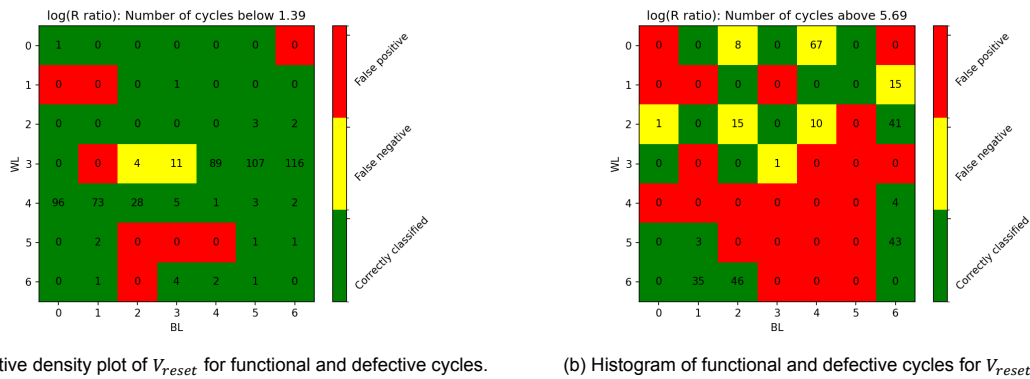 log(R ratio): Number of cycles below 1.39
0 1 0 0 0 0 0 0
1 0 0 0 1 0 0 0
2 0 0 0 0 0 3 2
3 0 0 4 11 89 107 116
4 96 73 28 5 1 3 2
5 0 2 0 0 0 1 1
6 0 1 0 4 2 1 0
0 1 2 3 4 5 6
WL
BL
False positive
False negative
Correctly classified
log(R ratio): Number of cycles above 5.69
0 0 0 8 0 67 0 0
1 0 0 0 0 0 0 15
2 1 0 15 0 10 0 41
3 0 0 0 1 0 0 0
4 0 0 0 0 0 0 4
5 0 3 0 0 0 0 43
6 0 35 46 0 0 0 0
0 1 2 3 4 5 6
WL
BL
False positive
False negative
Correctly classified
tive density plot of V_reset for functional and defective cycles.
(b) Histogram of functional and defective cycles for V_reset